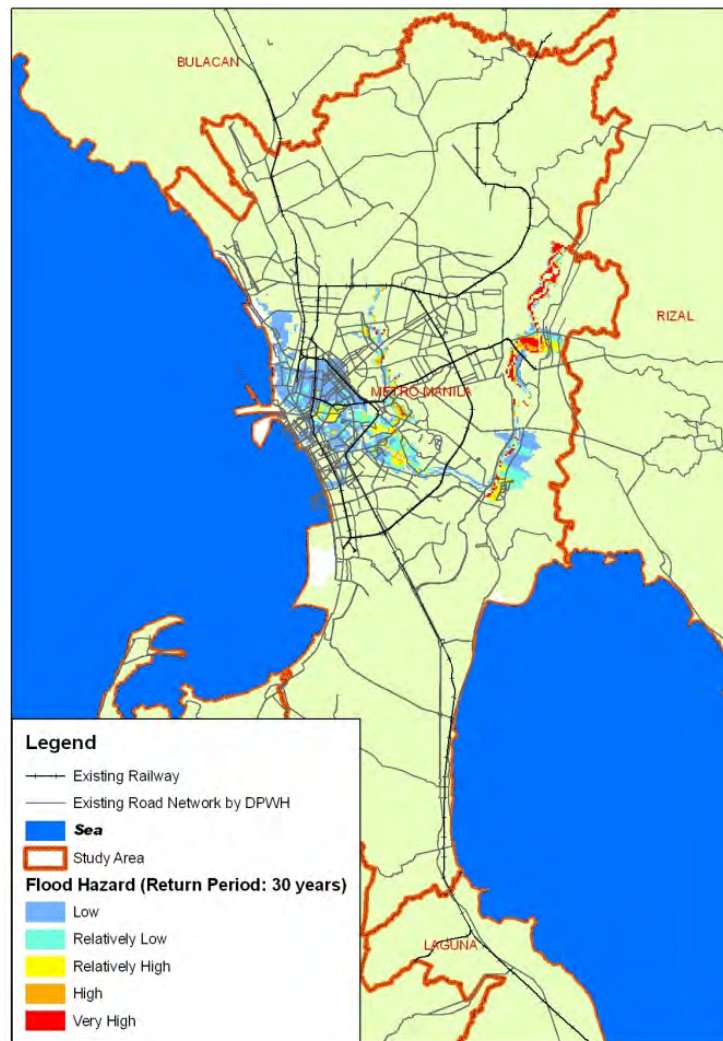 BULACAN
RIZAL
METRO MANILA
LAGUNA
Legend
Existing Railway
Existing Road Network by DPWH
Sea
Study Area
Flood Hazard (Return Period: 30 years)
Low
Relatively Low
Relatively High
High
Very High